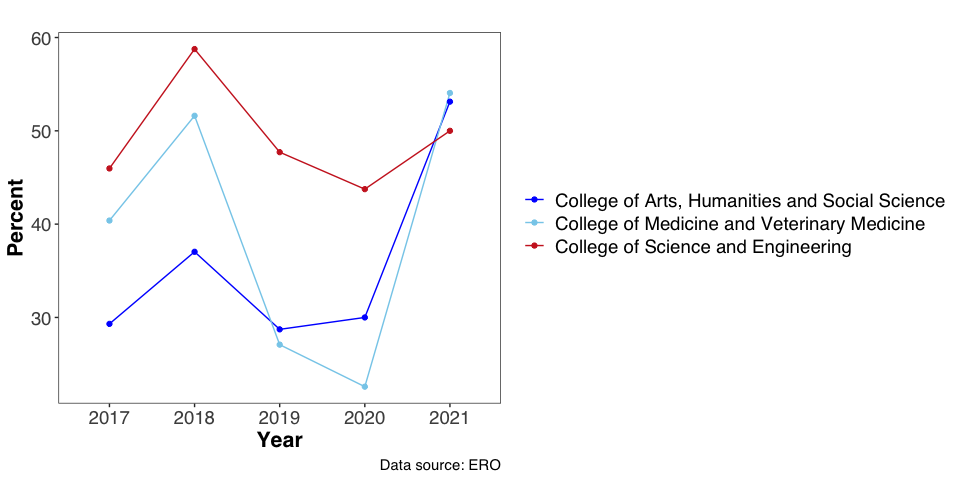 60
50
40
30
Percent
2017 2018 2019 2020 2021
Year
College of Arts, Humanities and Social Science
College of Medicine and Veterinary Medicine
College of Science and Engineering
Data source: ERO